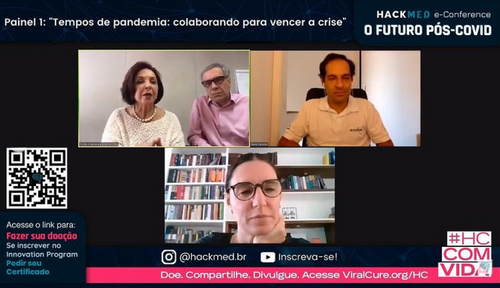 Painel 1: "Tempos de pandemia: colaborando para vencer a crise"
HACKMED e-Conference
O FUTURO PÓS-COVID
Acesse o link para:
Fazer sua doação
Se inscrever no
Innovation Program
Pedir seu
Certificado
@hackmed.br
Inscreva-se!
#HC
COM
VIDA
Doe. Compartilhe. Divulgue. Acesse ViralCure.org/HC